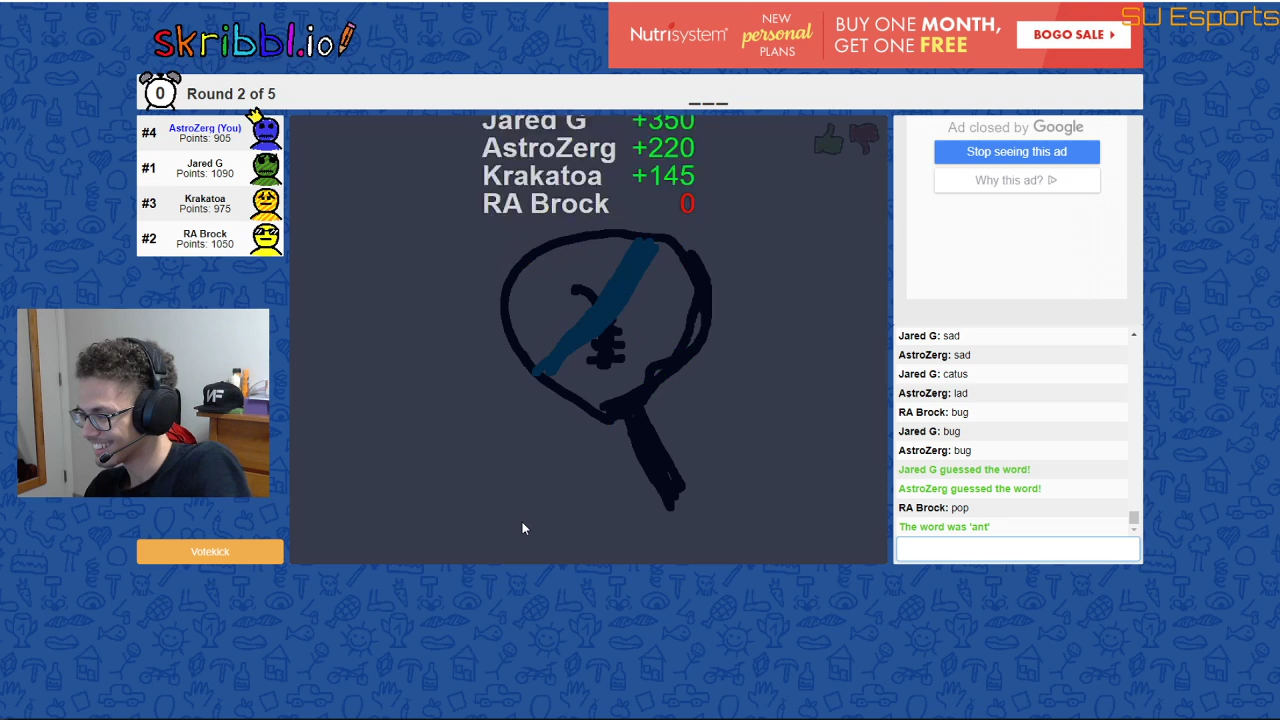 SU Esports
skribbl.io
Nutrisystem®
NEW
personal
PLANS
BUY ONE MONTH,
GET ONE FREE
BOGO SALE
0
Round 2 of 5
_ _ _
#4 AstroZerg (You)
Points: 905
#1 Jared G
Points: 1090
#3 Krakatoa
Points: 975
#2 RA Brock
Points: 1050
Jared G +350
AstroZerg +220
Krakatoa +145
RA Brock 0
Ad closed by Google
Stop seeing this ad
Why this ad?
Jared G: sad
AstroZerg: sad
Jared G: catus
AstroZerg: lad
RA Brock: bug
Jared G: bug
AstroZerg: bug
Jared G guessed the word!
AstroZerg guessed the word!
RA Brock: pop
The word was 'ant'
NF
Votekick